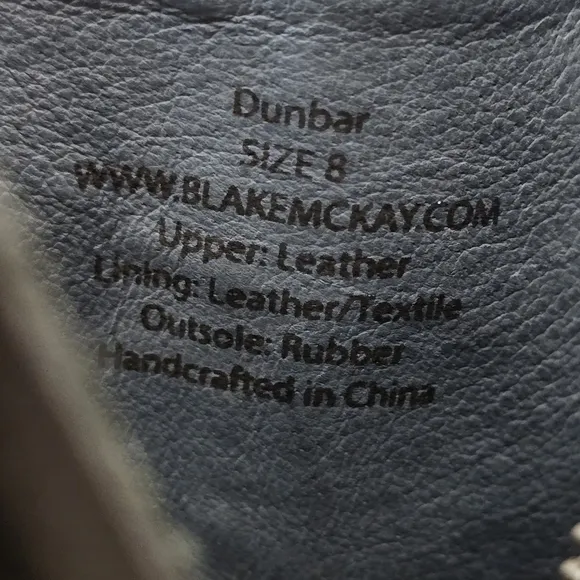 Dunbar
SIZE 8
WWW.BLAKEMCKAY.COM
Upper: Leather
Lining: Leather/Textile
Outsole: Rubber
Handcrafted in China